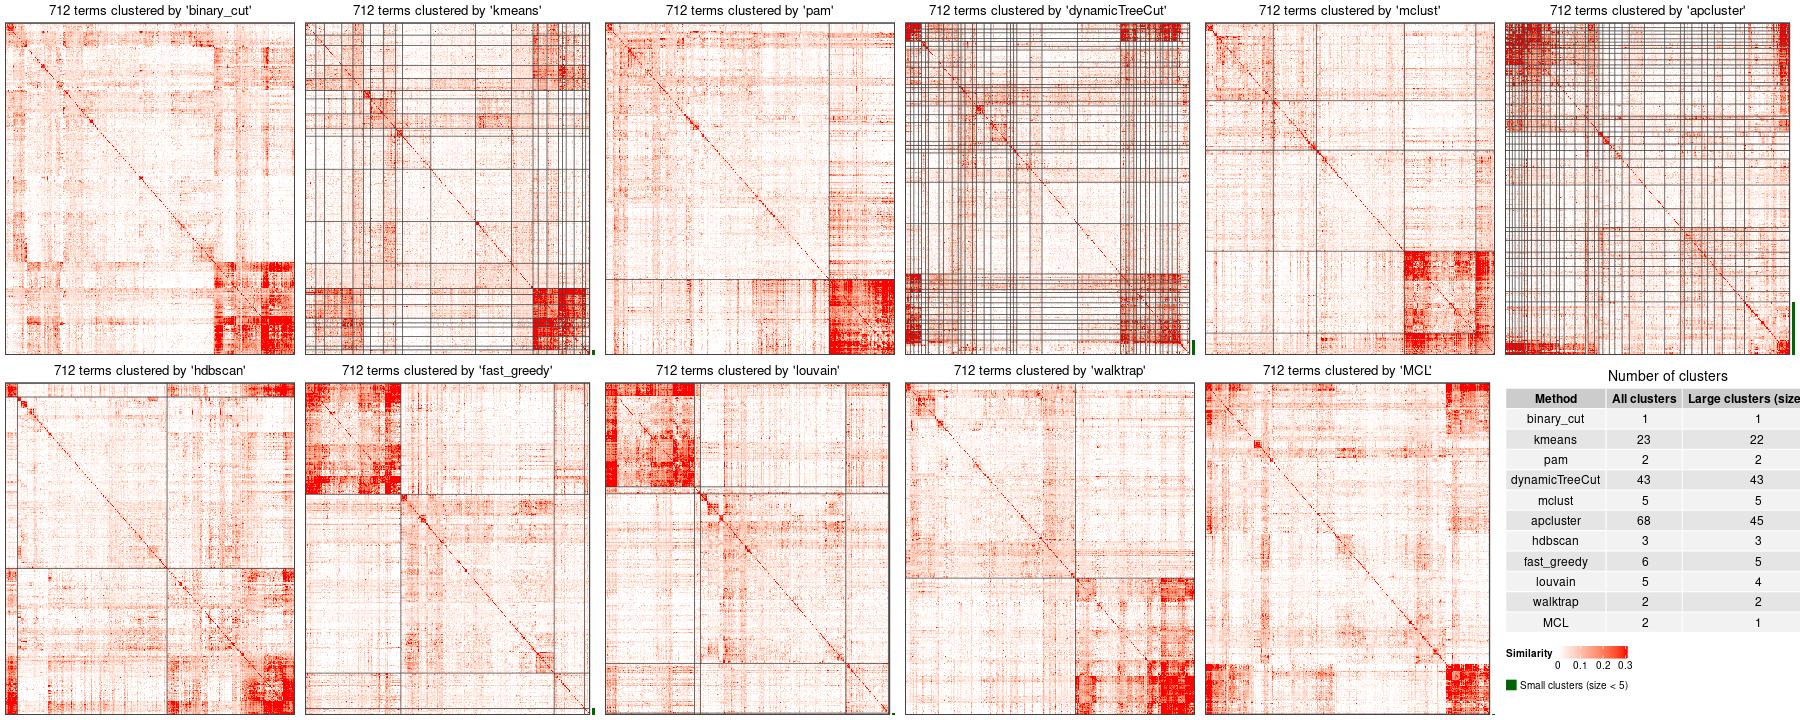 712 terms clustered by 'binary_cut'
712 terms clustered by 'kmeans'
712 terms clustered by 'pam'
712 terms clustered by 'dynamicTreeCut'
712 terms clustered by 'mclust'
712 terms clustered by 'apcluster'
712 terms clustered by 'hdbscan'
712 terms clustered by 'fast_greedy'
712 terms clustered by 'louvain'
712 terms clustered by 'walktrap'
712 terms clustered by 'MCL'
Number of clusters
Method All clusters Large clusters (size
binary_cut 1 1
kmeans 23 22
pam 2 2
dynamicTreeCut 43 43
mclust 5 5
apcluster 68 45
hdbscan 3 3
fast_greedy 6 5
louvain 5 4
walktrap 2 2
MCL 2 1
Similarity
0 0.1 0.2 0.3
Small clusters (size < 5)